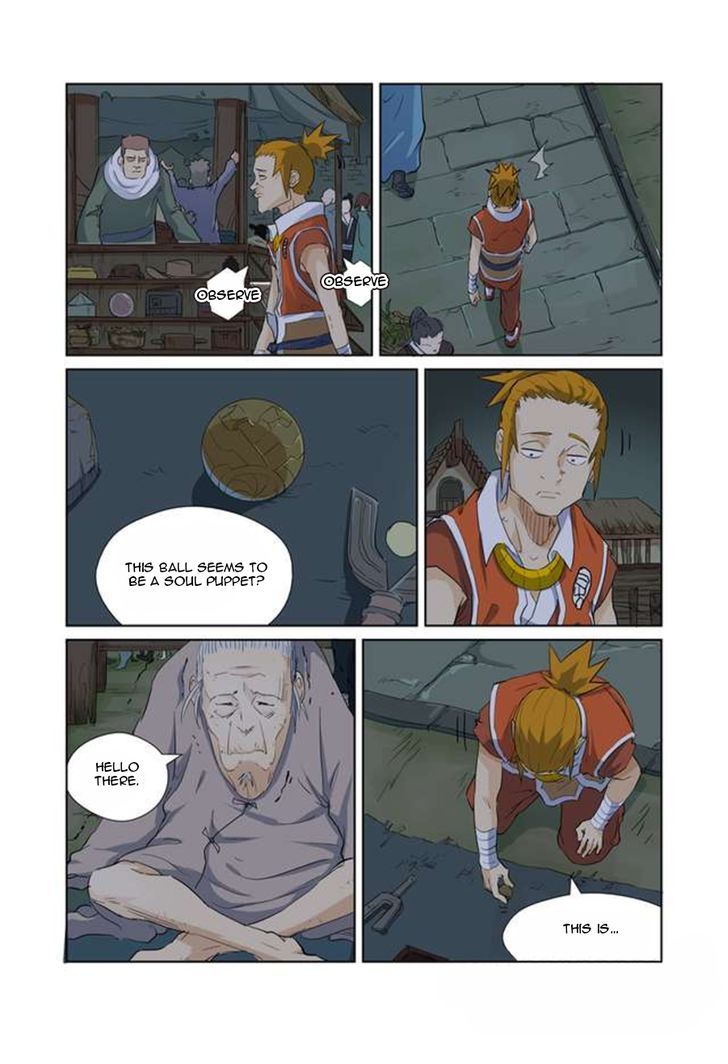 OBSERVE
OBSERVE
THIS BALL SEEMS TO
BE A SOUL PUPPET?
HELLO
THERE.
THIS IS...